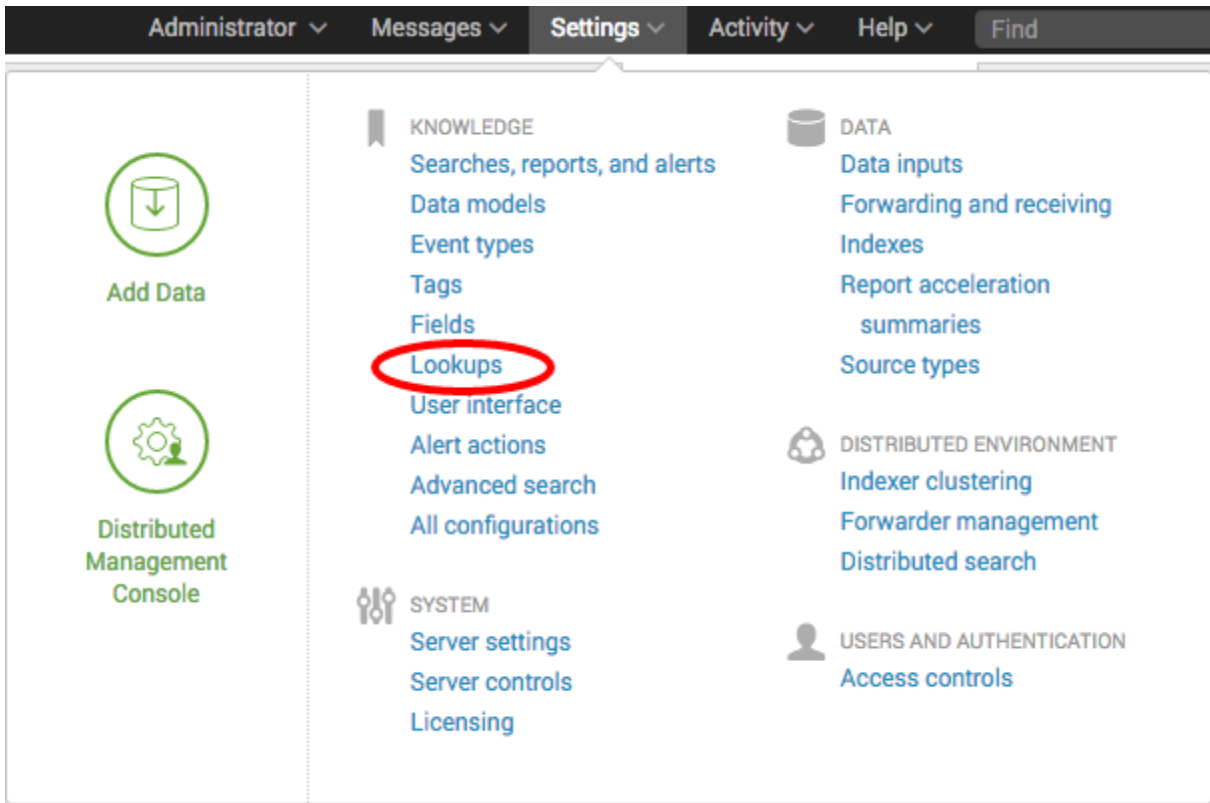 Administrator Messages Settings Activity Help Find
Add Data
Distributed
Management
Console
KNOWLEDGE
Searches, reports, and alerts
Data models
Event types
Tags
Fields
Lookups
User interface
Alert actions
Advanced search
All configurations
SYSTEM
Server settings
Server controls
Licensing
DATA
Data inputs
Forwarding and receiving
Indexes
Report acceleration
summaries
Source types
DISTRIBUTED ENVIRONMENT
Indexer clustering
Forwarder management
Distributed search
USERS AND AUTHENTICATION
Access controls